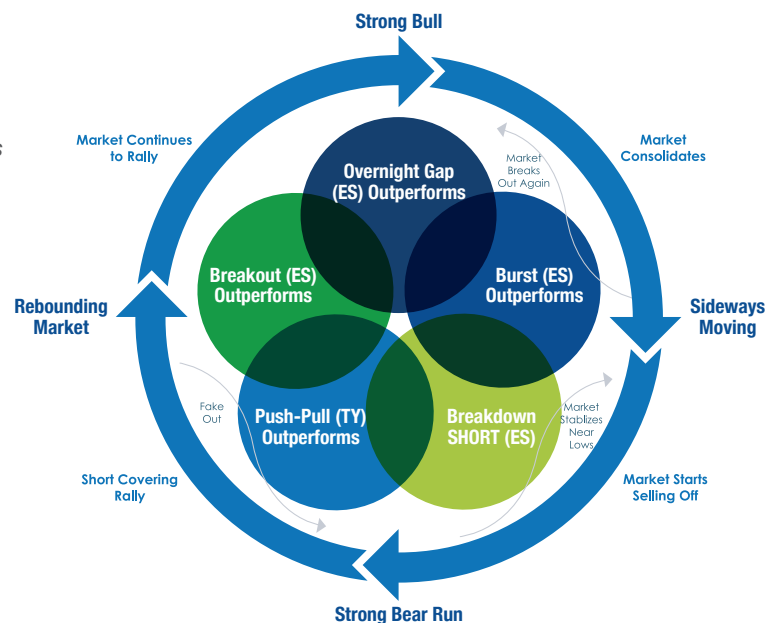 Strong Bull
Market Continues
to Rally
Market
Consolidates
Market
Breaks
Out Again
Overnight Gap
(ES) Outperforms
Breakout (ES)
Outperforms
Burst (ES)
Outperforms
Rebounding
Market
Sideways
Moving
Push-Pull (TY)
Outperforms
Breakdown
SHORT (ES)
Fake
Out
Market
Stablizes
Near
Lows
Short Covering
Rally
Market Starts
Selling Off
Strong Bear Run